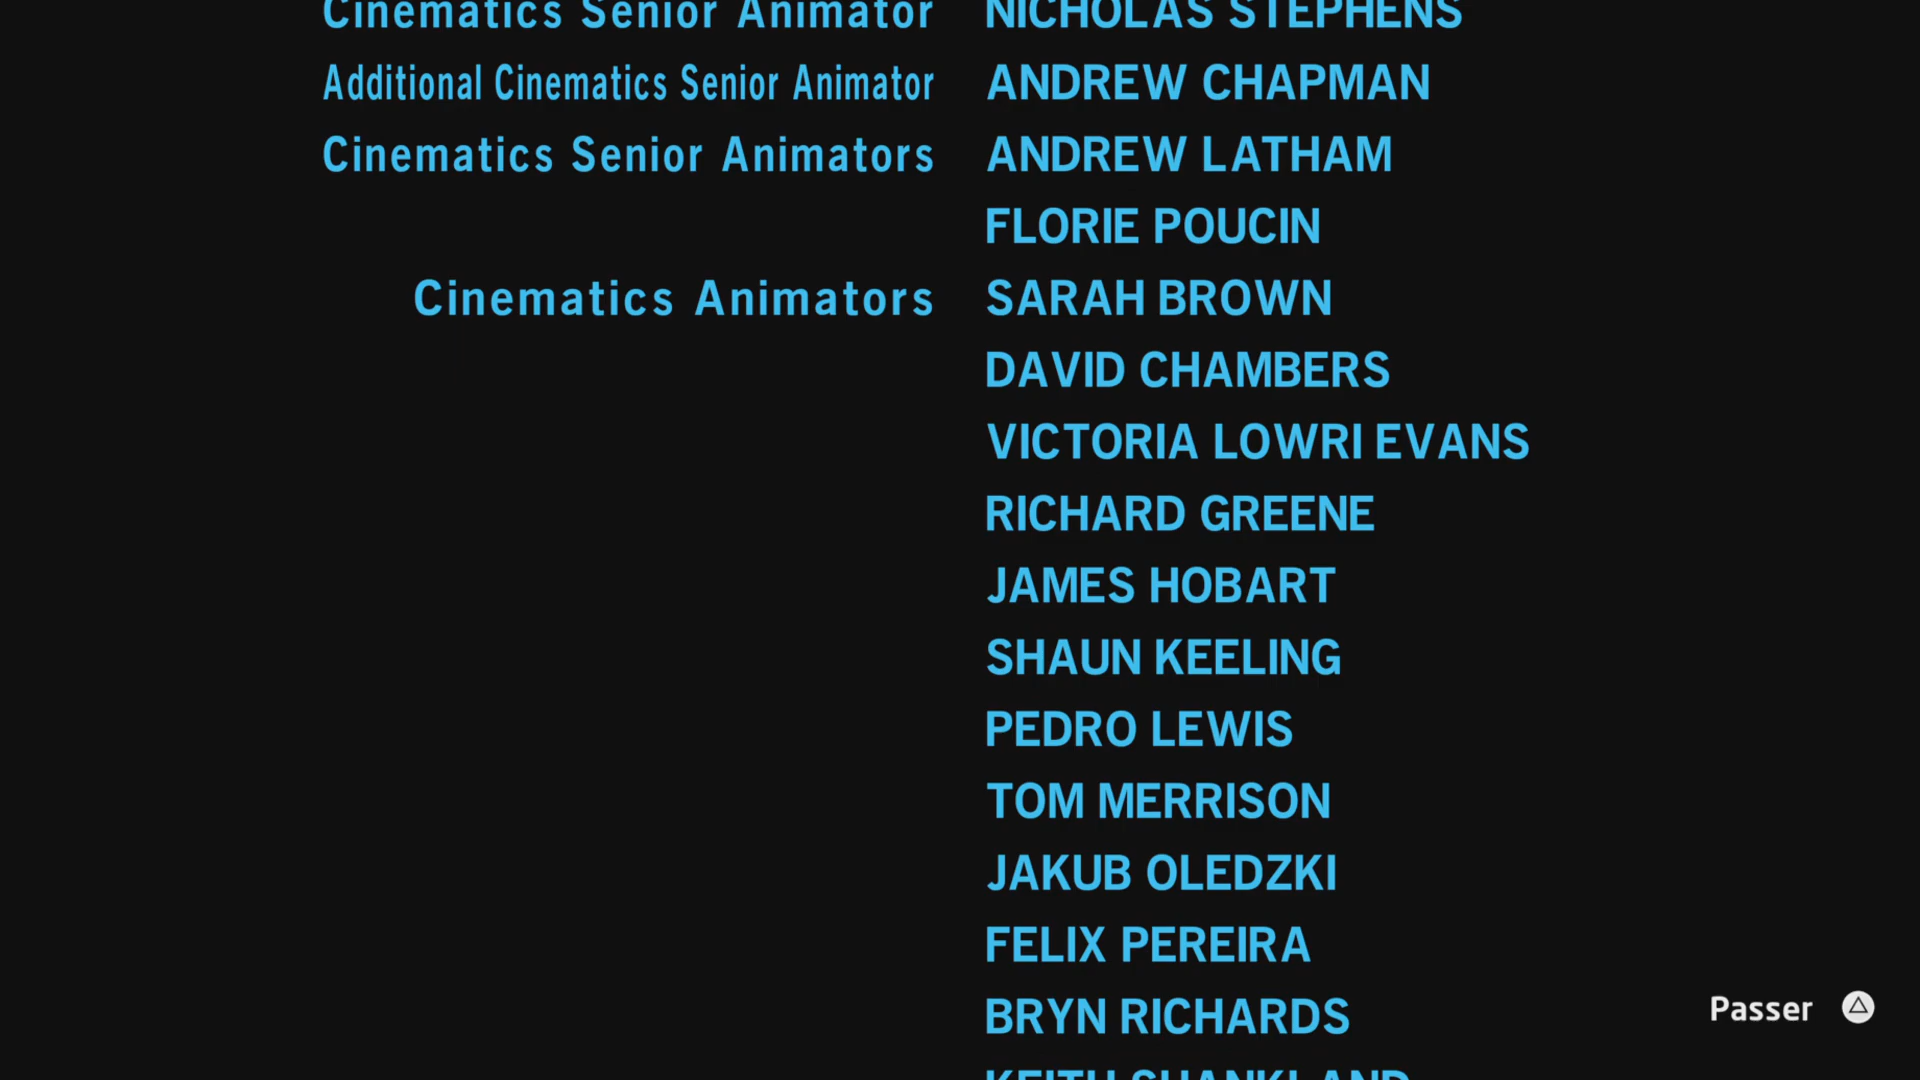 Cinematics Senior Animator NICHOLAS STEPHENS
Additional Cinematics Senior Animator ANDREW CHAPMAN
Cinematics Senior Animators ANDREW LATHAM
FLORIE POUCIN
Cinematics Animators SARAH BROWN
DAVID CHAMBERS
VICTORIA LOWRI EVANS
RICHARD GREENE
JAMES HOBART
SHAUN KEELING
PEDRO LEWIS
TOM MERRISON
JAKUB OLEDZKI
FELIX PEREIRA
BRYN RICHARDS
Passer
KEITH SHANKLAND